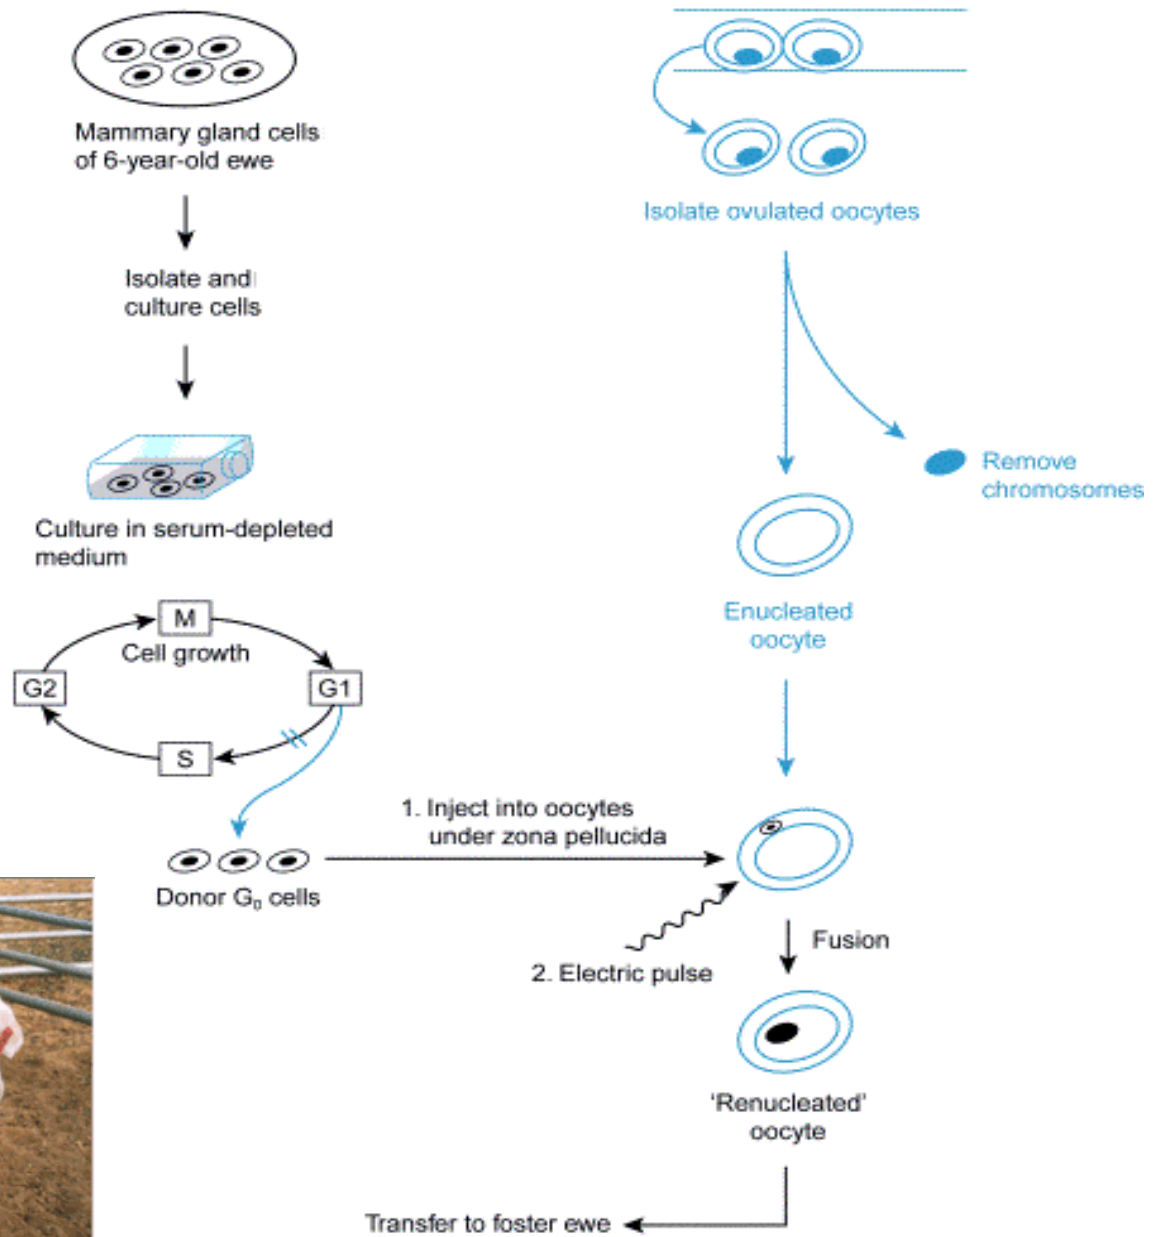 Mammary gland cells
of 6-year-old ewe
Isolate and
culture cells
Culture in serum-depleted
medium
M
Cell growth
G2
G1
S
Donor G₀ cells
Isolate ovulated oocytes
Remove
chromosomes
Enucleated
oocyte
1. Inject into oocytes
under zona pellucida
2. Electric pulse
Fusion
'Renucleated'
oocyte
Transfer to foster ewe